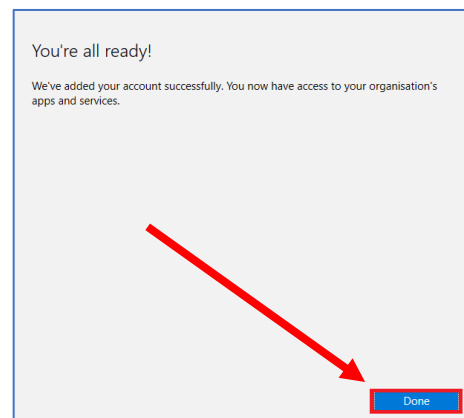 You're all ready!
We've added your account successfully. You now have access to your organisation's
apps and services.
Done